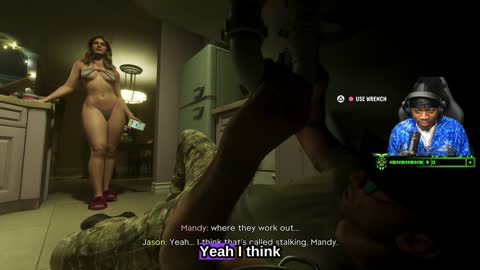 USE WRENCH
Mandy: where they work out...
Jason: Yeah... I think that's called stalking, Mandy.
Yeah I think